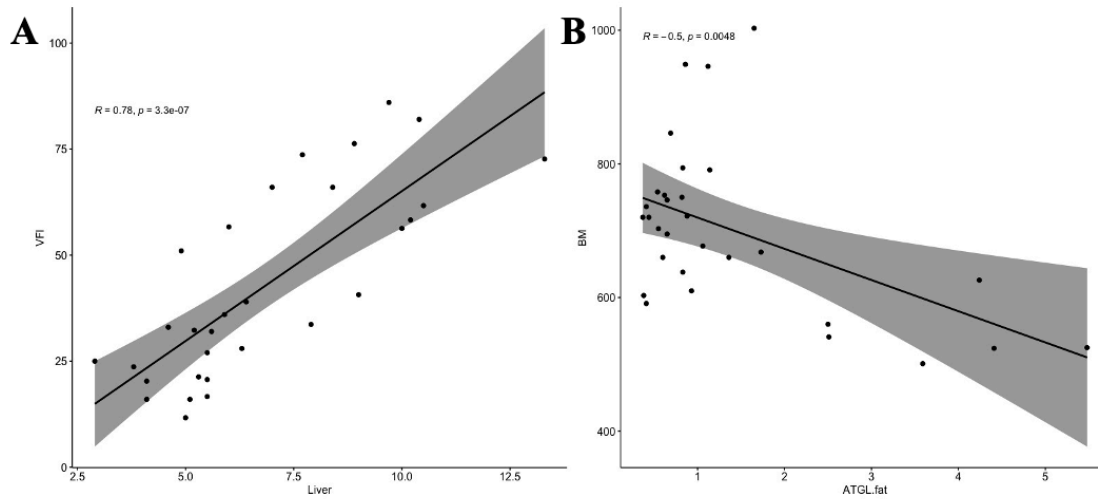 A
R = 0.78, p = 3.3e-07
100
75
50
25
0
VFI
2.5
5.0
7.5
10.0
12.5
Liver
B
R = −0.5, p = 0.0048
1000
800
600
400
BM
1
2
3
4
5
ATGL.fat